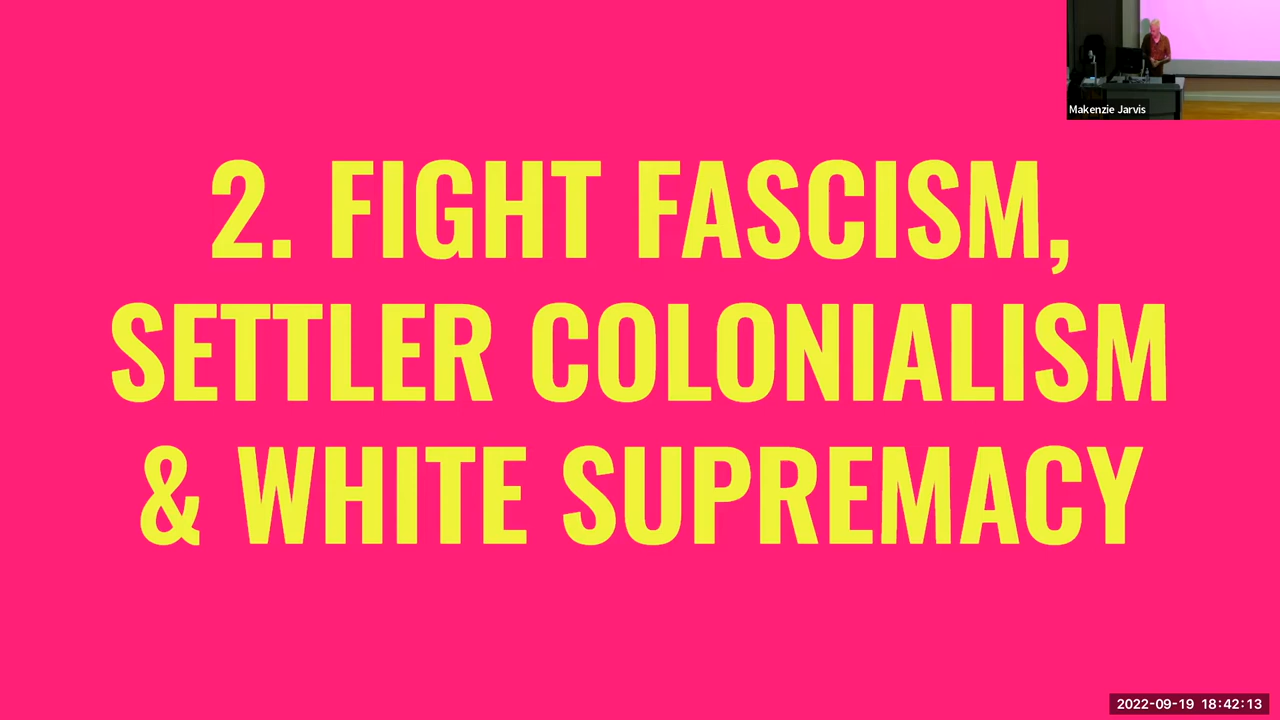 Makenzie Jarvis
2. FIGHT FASCISM,
SETTLER COLONIALISM
& WHITE SUPREMACY
2022-09-19 18:42:13